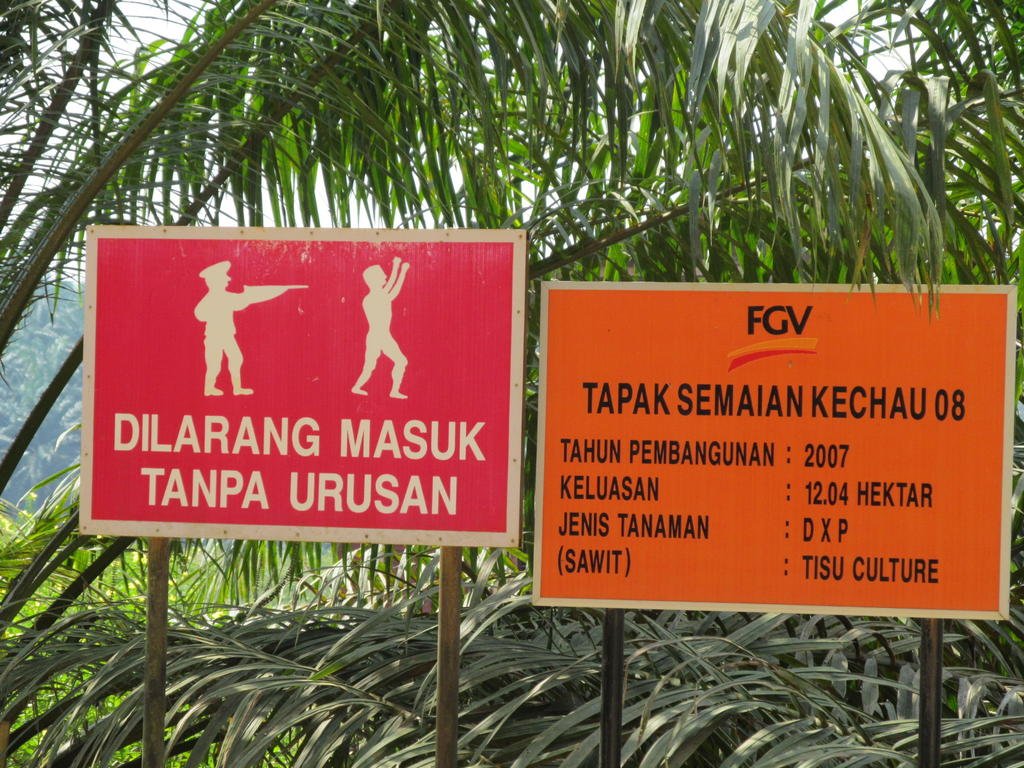 DILARANG MASUK
TANPA URUSAN
FGV
TAPAK SEMAIAN KECHAU 08
TAHUN PEMBANGUNAN : 2007
KELUASAN : 12.04 HEKTAR
JENIS TANAMAN : D X P
(SAWIT) : TISU CULTURE